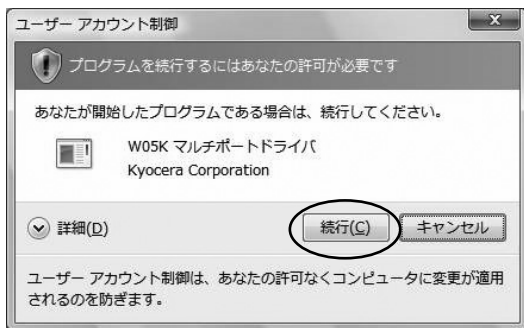 ユーザー アカウント制御
プログラムを続行するにはあなたの許可が必要です
あなたが開始したプログラムである場合は、続行してください。
W05K マルチポートドライバ
Kyocera Corporation
詳細(D)
続行(C)
キャンセル
ユーザー アカウント制御は、あなたの許可なくコンピュータに変更が適用
されるのを防ぎます。